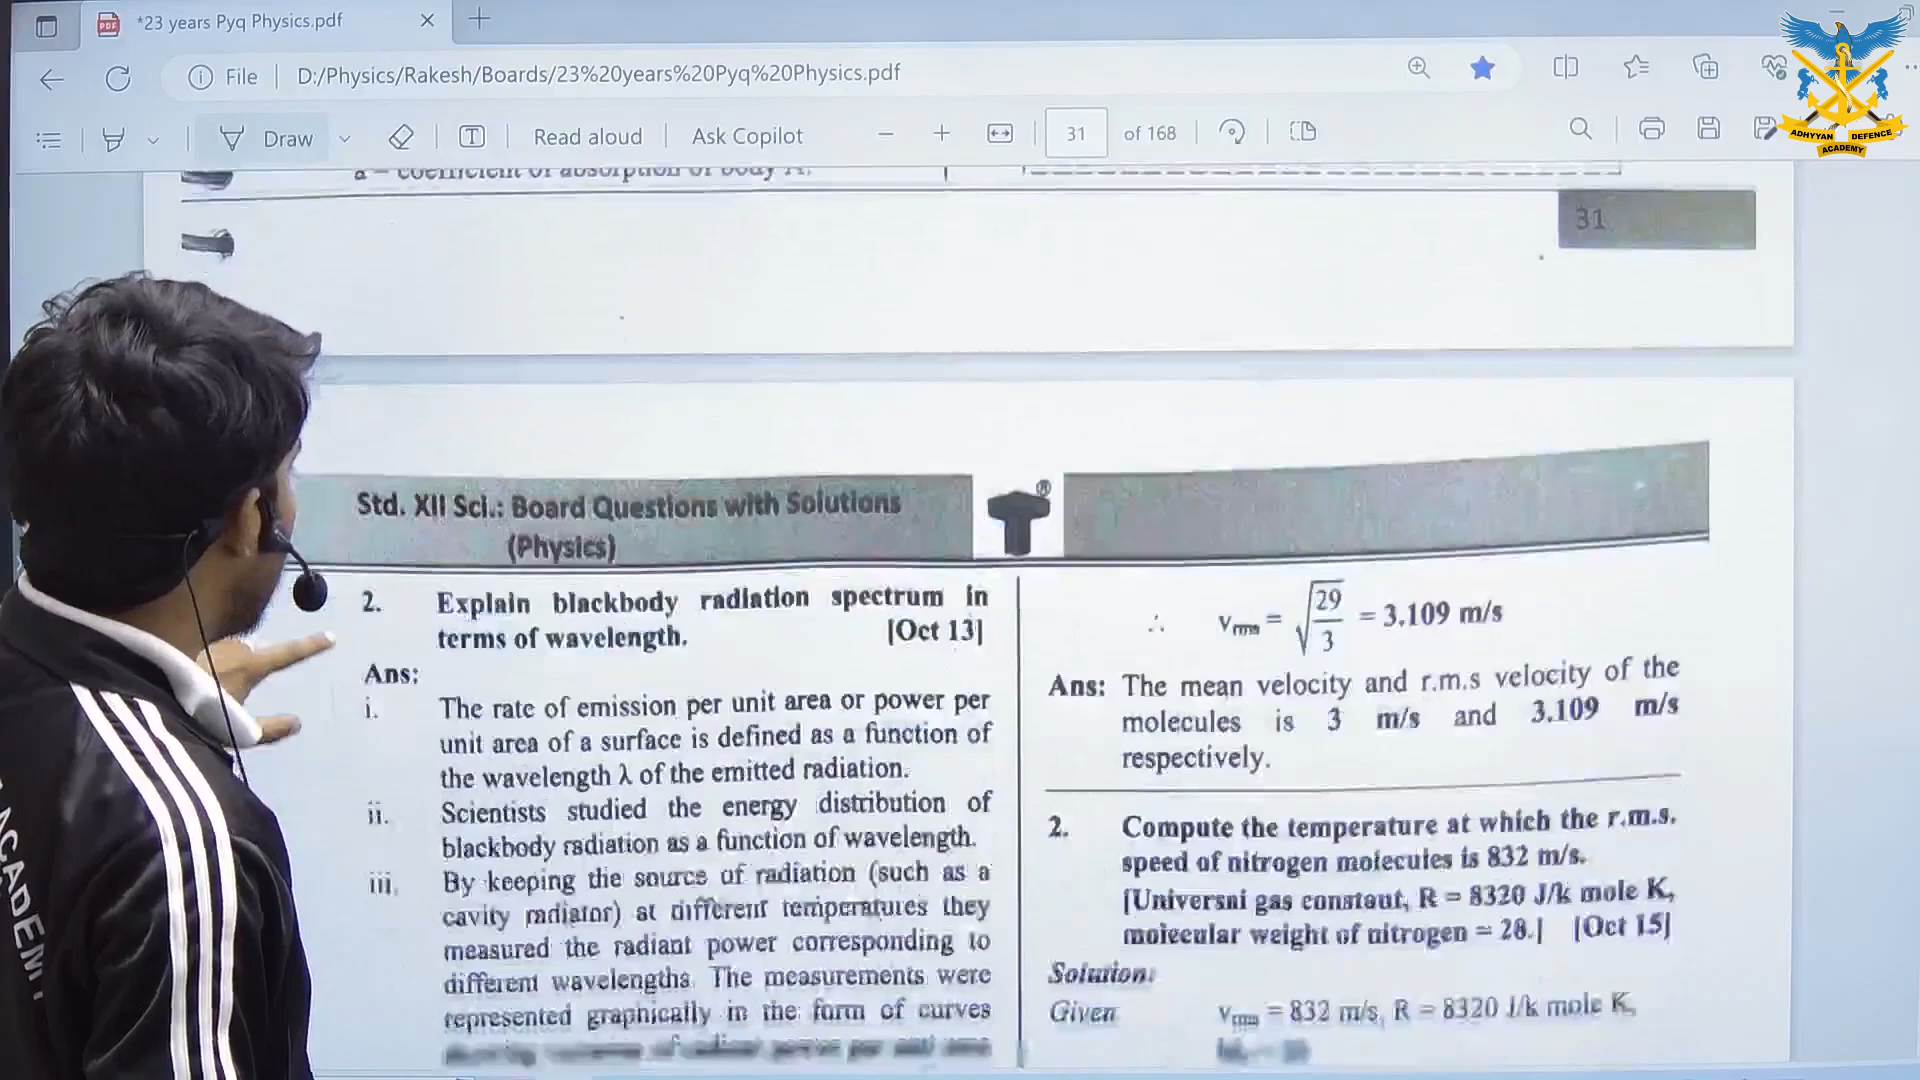 *23 years Pyq Physics.pdf
File
D:/Physics/Rakesh/Boards/23%20years%20Pyq%20Physics.pdf
Draw
Read aloud
Ask Copilot
31
of 168
ADHYYAN DEFENCE
ACADEMY
a = coefficient of absorption of body A.
31
Std. XII Sci.: Board Questions with Solutions
(Physics)
2. Explain blackbody radiation spectrum in
terms of wavelength. [Oct 13]
Ans:
i. The rate of emission per unit area or power per
unit area of a surface is defined as a function of
the wavelength λ of the emitted radiation.
ii. Scientists studied the energy distribution of
blackbody radiation as a function of wavelength.
iii. By keeping the source of radiation (such as a
cavity radiator) at different temperatures they
measured the radiant power corresponding to
different wavelengths. The measurements were
represented graphically in the form of curves
∴ vrms = √29/3 = 3.109 m/s
Ans: The mean velocity and r.m.s velocity of the
molecules is 3 m/s and 3.109 m/s
respectively.
2. Compute the temperature at which the r.m.s.
speed of nitrogen molecules is 832 m/s.
[Universal gas constant, R = 8320 J/k mole K,
molecular weight of nitrogen = 28.] [Oct 15]
Solution:
Given vrms = 832 m/s, R = 8320 J/k mole K,
ACADEMY